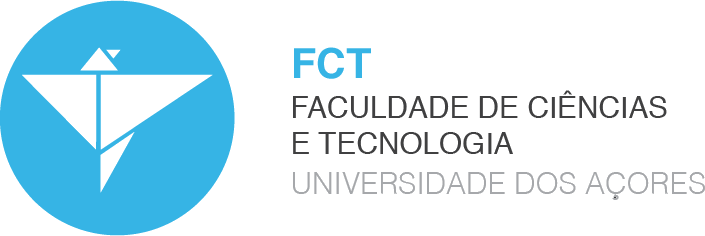 FCT
FACULDADE DE CIÊNCIAS
E TECNOLOGIA
UNIVERSIDADE DOS AÇORES